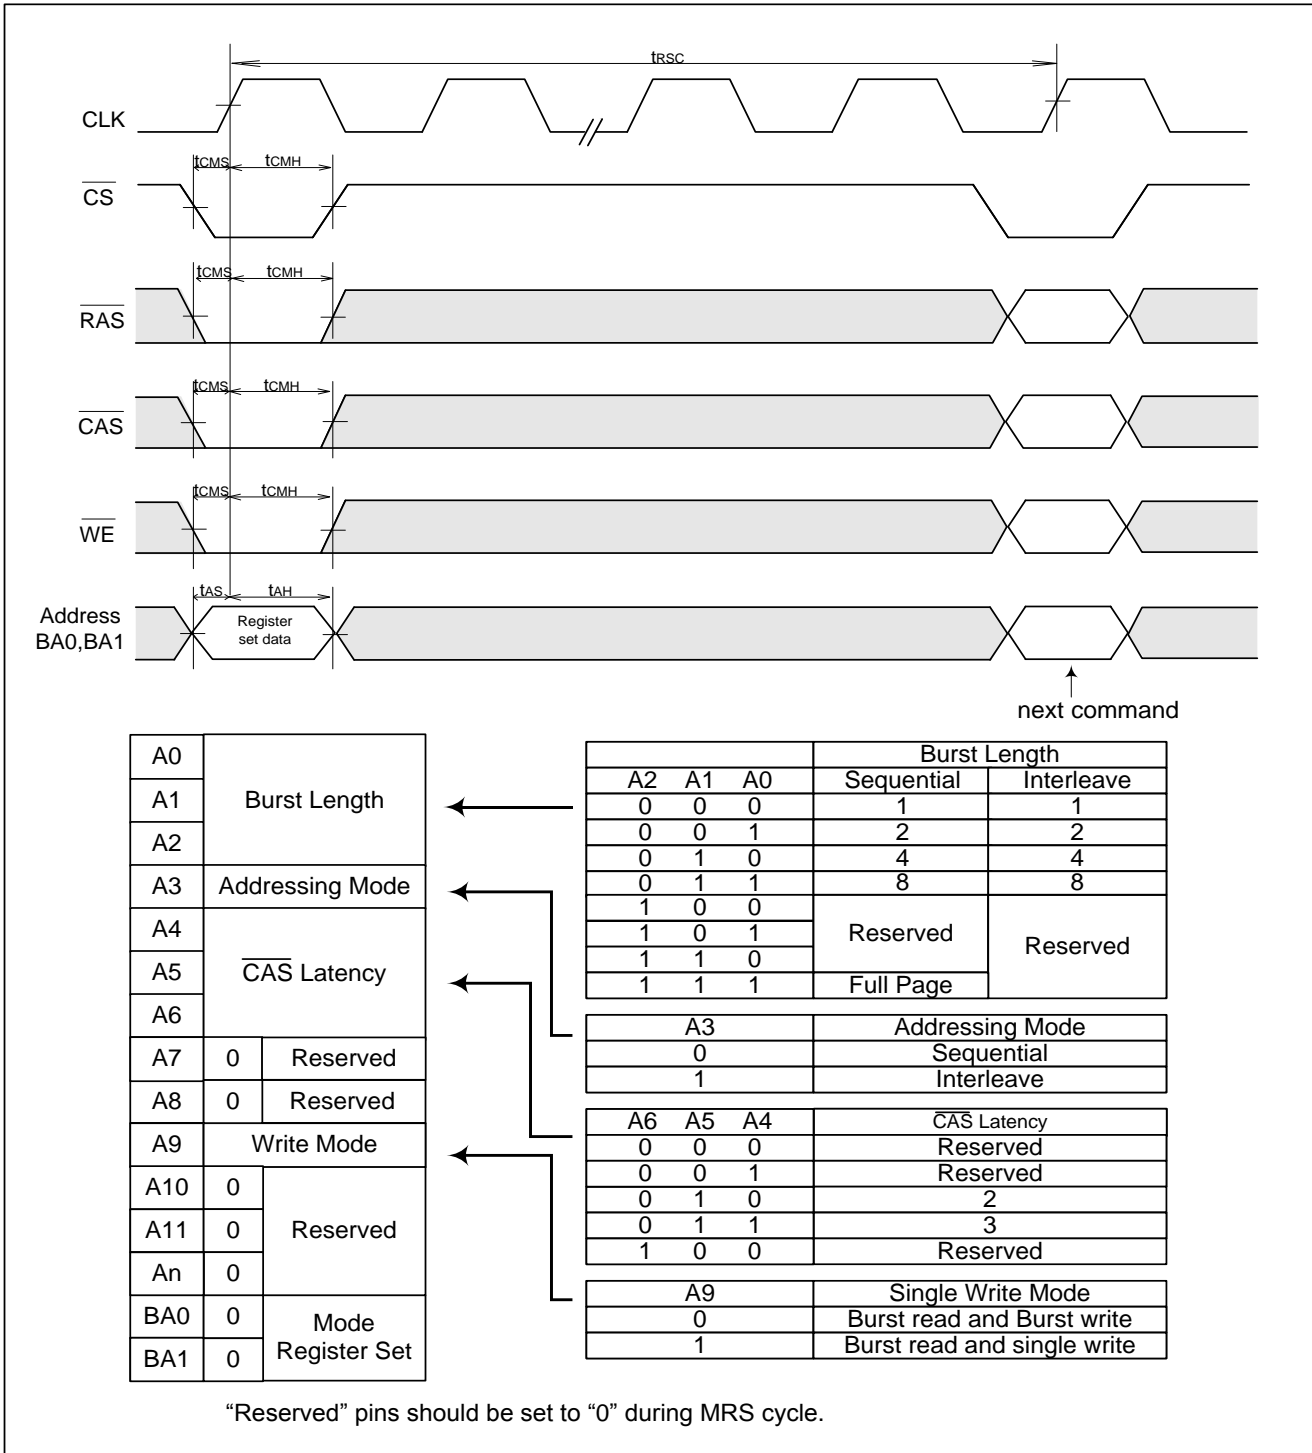 tRSC
CLK
tCMS tCMH
CS
tCMS tCMH
RAS
tCMS tCMH
CAS
tCMS tCMH
WE
tAS tAH
Address
BA0,BA1
Register
set data
next command
A0
A1
A2
Burst Length
A3 Addressing Mode
A4
A5
A6
CAS Latency
A7 0 Reserved
A8 0 Reserved
A9 Write Mode
A10 0
A11 0
An 0
Reserved
BA0 0
BA1 0
Mode
Register Set
Burst Length
A2 A1 A0 Sequential Interleave
0 0 0 1 1
0 0 1 2 2
0 1 0 4 4
0 1 1 8 8
1 0 0
1 0 1 Reserved Reserved
1 1 0
1 1 1 Full Page
A3 Addressing Mode
0 Sequential
1 Interleave
A6 A5 A4 CAS Latency
0 0 0 Reserved
0 0 1 Reserved
0 1 0 2
0 1 1 3
1 0 0 Reserved
A9 Single Write Mode
0 Burst read and Burst write
1 Burst read and single write
“Reserved” pins should be set to “0” during MRS cycle.